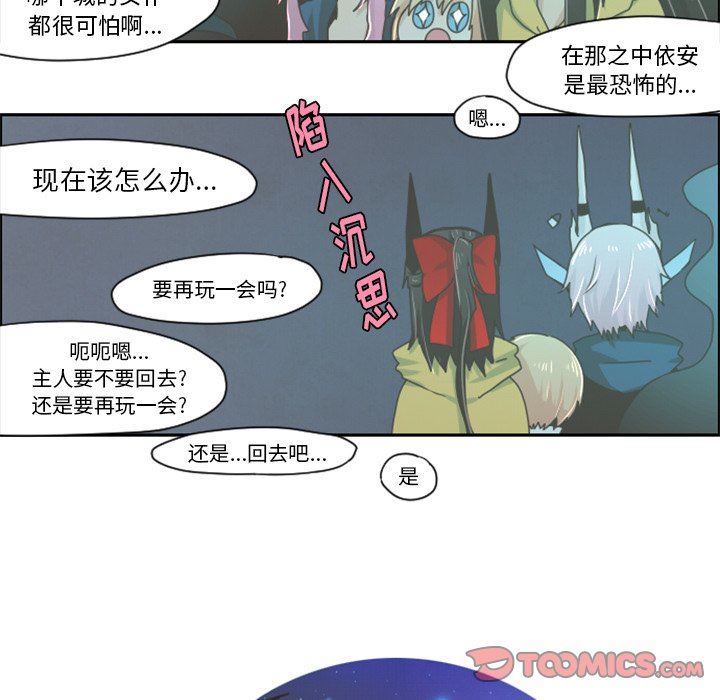 都很可怕啊...
在那之中依安
是最恐怖的...
嗯...
陷入沉思
现在该怎么办...
要再玩一会吗?
呃呃嗯...
主人要不要回去?
还是要再玩一会?
还是...回去吧...
是
TOOMICS.COM